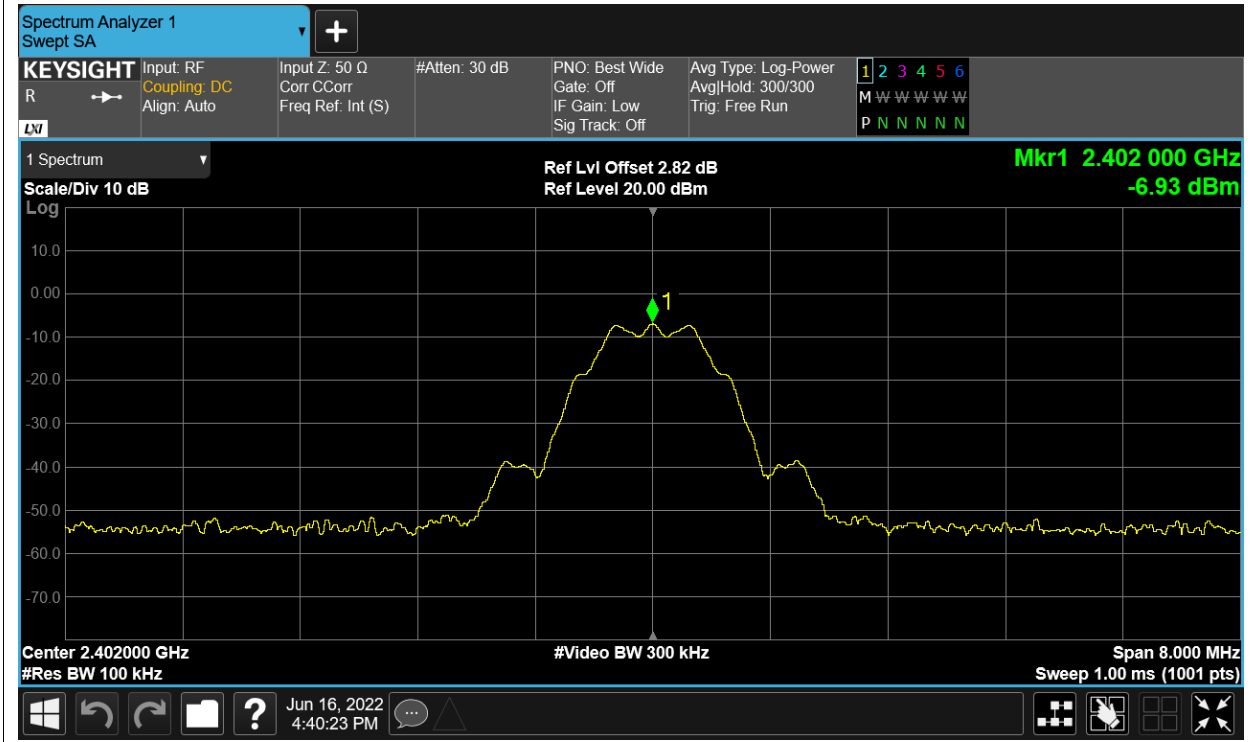 Spectrum Analyzer 1
Swept SA
KEYSIGHT
R
LXI
Input: RF
Coupling: DC
Align: Auto
Input Z: 50 Ω
Corr CCorr
Freq Ref: Int (S)
#Atten: 30 dB
PNO: Best Wide
Gate: Off
IF Gain: Low
Sig Track: Off
Avg Type: Log-Power
Avg|Hold: 300/300
Trig: Free Run
1 2 3 4 5 6
M W W W W W
P N N N N N
1 Spectrum
Scale/Div 10 dB
Log
Ref Lvl Offset 2.82 dB
Ref Level 20.00 dBm
Mkr1 2.402 000 GHz
-6.93 dBm
10.0
0.00
-10.0
-20.0
-30.0
-40.0
-50.0
-60.0
-70.0
1
Center 2.402000 GHz
#Video BW 300 kHz
Span 8.000 MHz
#Res BW 100 kHz
Sweep 1.00 ms (1001 pts)
?
Jun 16, 2022
4:40:23 PM